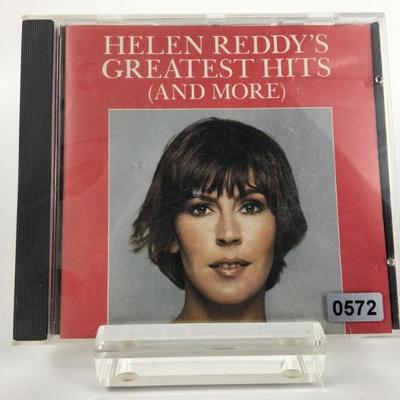 HELEN REDDY'S
GREATEST HITS
(AND MORE)
0572